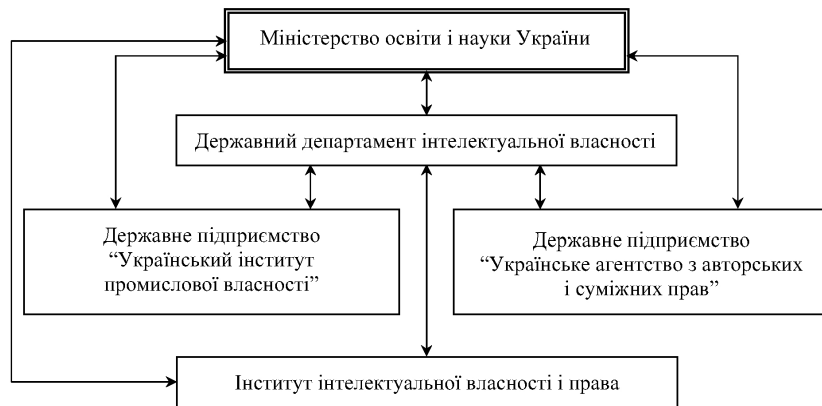 Міністерство освіти і науки України
Державний департамент інтелектуальної власності
Державне підприємство
“Український інститут
промислової власності”
Державне підприємство
“Українське агентство з авторських
і суміжних прав”
Інститут інтелектуальної власності і права